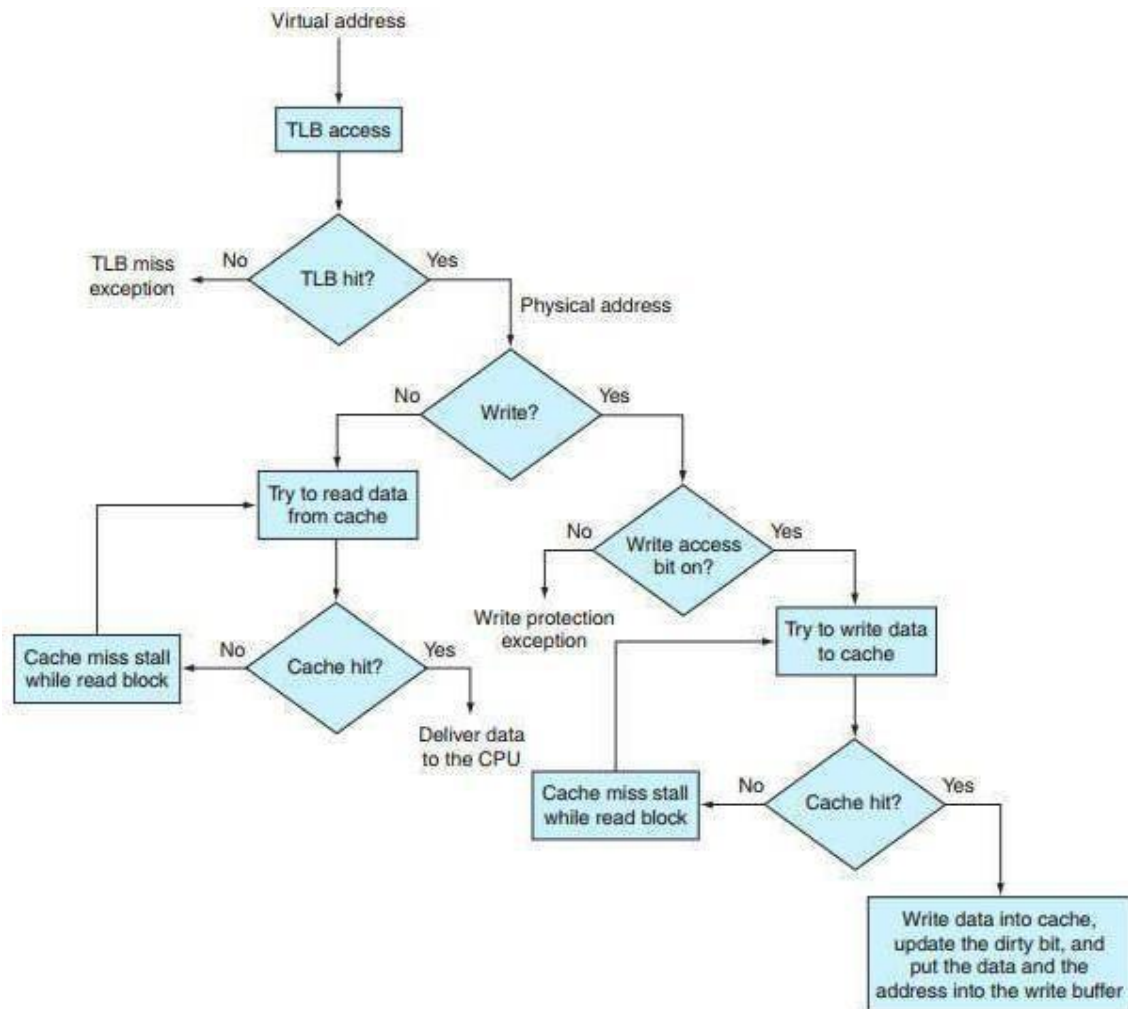 Virtual address
TLB access
TLB hit?
No
Yes
TLB miss
exception
Physical address
Write?
No
Yes
Try to read data
from cache
Write access
bit on?
No
Yes
Write protection
exception
Try to write data
to cache
Cache hit?
No
Yes
Cache miss stall
while read block
Deliver data
to the CPU
Cache hit?
No
Yes
Cache miss stall
while read block
Write data into cache,
update the dirty bit, and
put the data and the
address into the write buffer